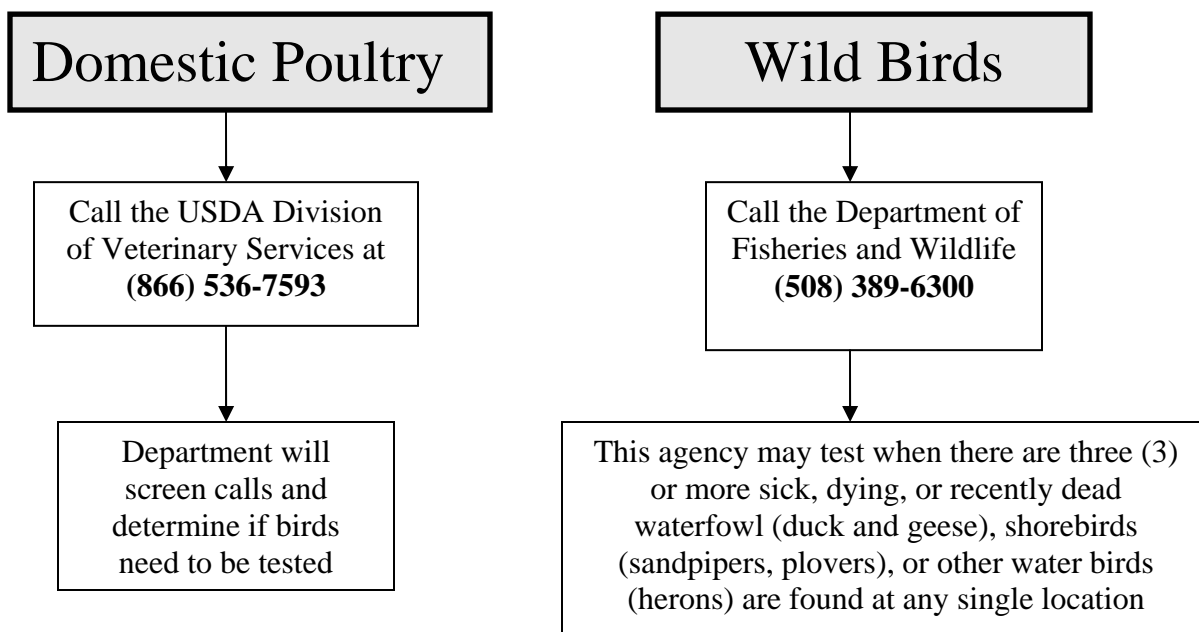 Domestic Poultry
Call the USDA Division
of Veterinary Services at
(866) 536-7593
Department will
screen calls and
determine if birds
need to be tested
Wild Birds
Call the Department of
Fisheries and Wildlife
(508) 389-6300
This agency may test when there are three (3)
or more sick, dying, or recently dead
waterfowl (duck and geese), shorebirds
(sandpipers, plovers), or other water birds
(herons) are found at any single location